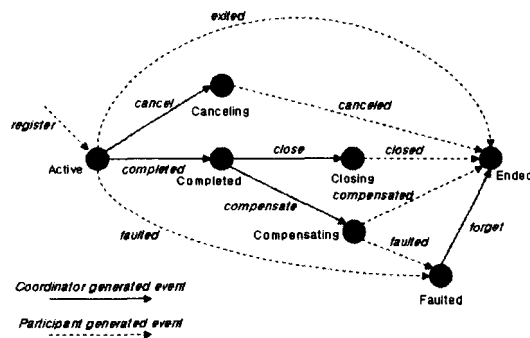 exited
cancel
Canceling
canceled
register
Active
completed
Completed
close
Closing
closed
Ended
compensated
compensate
Compensating
faulted
faulted
forget
Faulted
Coordinator generated event
Participant generated event